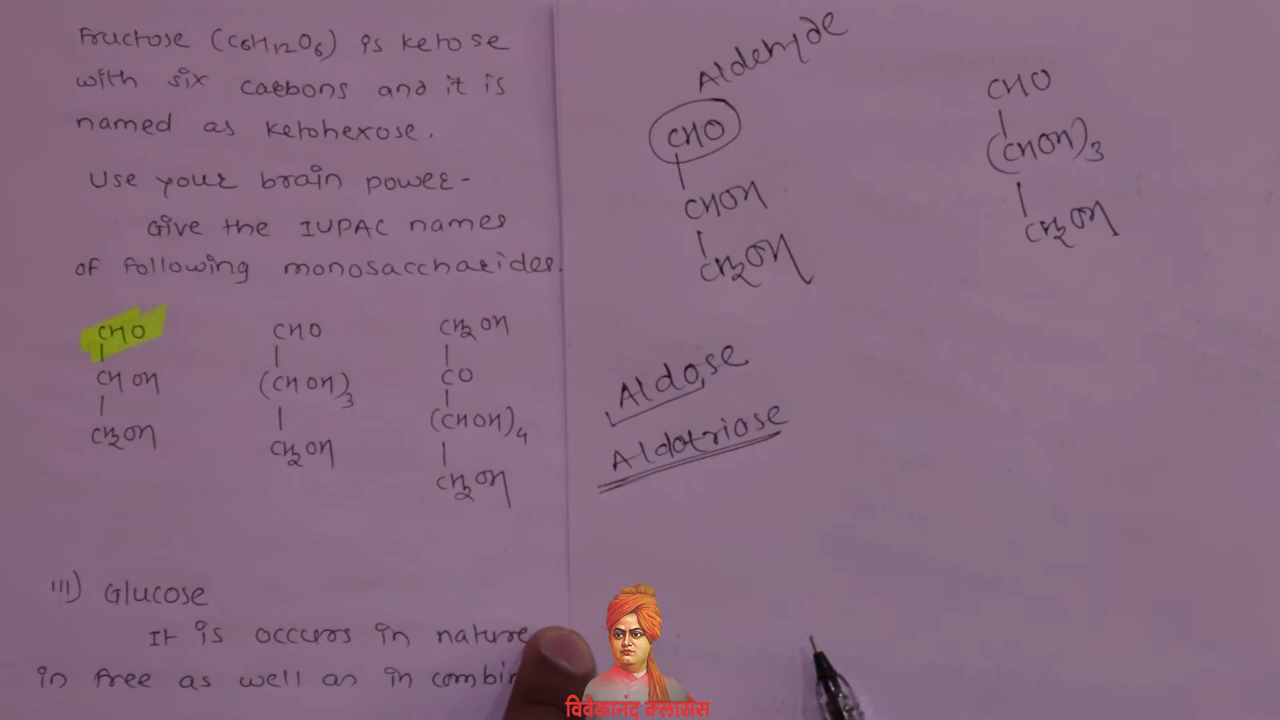 Fructose (C6H12O6) is ketose
with six carbons and it is
named as ketohexose.
Use your brain power-
Give the IUPAC names
of following monosaccharides.
CHO
CHOH
CH2OH
CHO
(CHOH)3
CH2OH
CH2OH
CO
(CHOH)4
CH2OH
III) Glucose
It is occurs in nature
in free as well as in combin
Aldehyde
CHO
CHOH
CH2OH
CHO
(CHOH)3
CH2OH
Aldose
Aldotriose
विवेकानंद क्लासेस